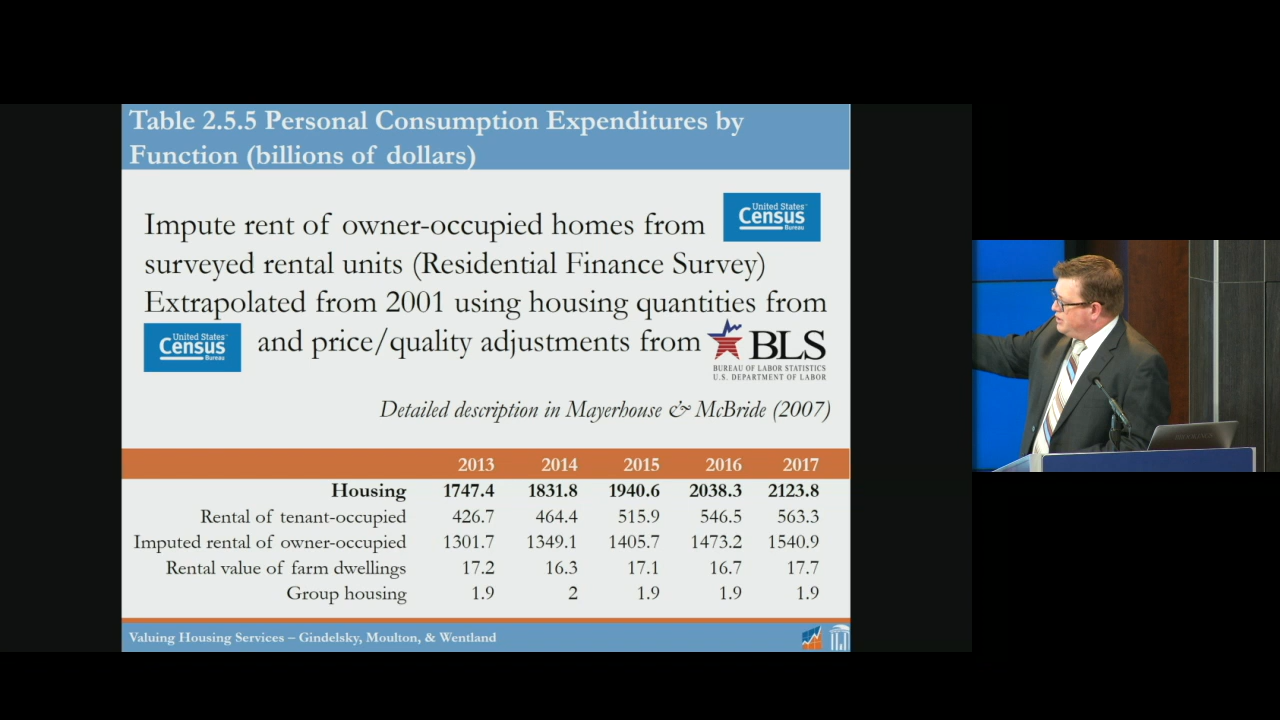 Table 2.5.5 Personal Consumption Expenditures by
Function (billions of dollars)
Impute rent of owner-occupied homes from
United States
Census
Bureau
surveyed rental units (Residential Finance Survey)
Extrapolated from 2001 using housing quantities from
United States
Census
Bureau
and price/quality adjustments from
BLS
BUREAU OF LABOR STATISTICS
U.S. DEPARTMENT OF LABOR
Detailed description in Mayerhouse & McBride (2007)
2013 2014 2015 2016 2017
Housing 1747.4 1831.8 1940.6 2038.3 2123.8
Rental of tenant-occupied 426.7 464.4 515.9 546.5 563.3
Imputed rental of owner-occupied 1301.7 1349.1 1405.7 1473.2 1540.9
Rental value of farm dwellings 17.2 16.3 17.1 16.7 17.7
Group housing 1.9 2 1.9 1.9 1.9
Valuing Housing Services – Gindelsky, Moulton, & Wentland